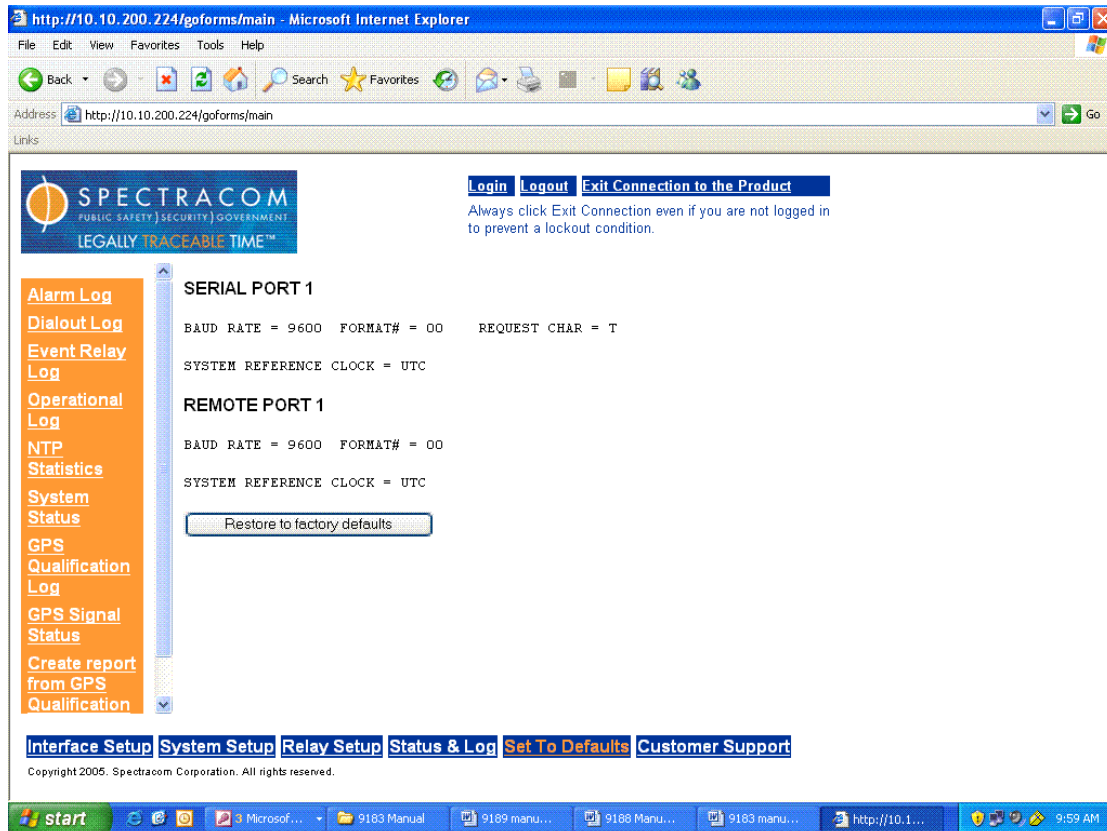 http://10.10.200.224/goforms/main - Microsoft Internet Explorer
File Edit View Favorites Tools Help
Back Search Favorites
Address http://10.10.200.224/goforms/main Go
Links
SPECTRACOM
PUBLIC SAFETY ) SECURITY ) GOVERNMENT
LEGALLY TRACEABLE TIME™
Login Logout Exit Connection to the Product
Always click Exit Connection even if you are not logged in
to prevent a lockout condition.
Alarm Log
Dialout Log
Event Relay
Log
Operational
Log
NTP
Statistics
System
Status
GPS
Qualification
Log
GPS Signal
Status
Create report
from GPS
Qualification
SERIAL PORT 1
BAUD RATE = 9600 FORMAT# = 00 REQUEST CHAR = T
SYSTEM REFERENCE CLOCK = UTC
REMOTE PORT 1
BAUD RATE = 9600 FORMAT# = 00
SYSTEM REFERENCE CLOCK = UTC
Restore to factory defaults
Interface Setup System Setup Relay Setup Status & Log Set To Defaults Customer Support
Copyright 2005. Spectracom Corporation. All rights reserved.
start 3 Microsof... 9183 Manual 9189 manu... 9188 Manu... 9183 manu... http://10.1... 9:59 AM